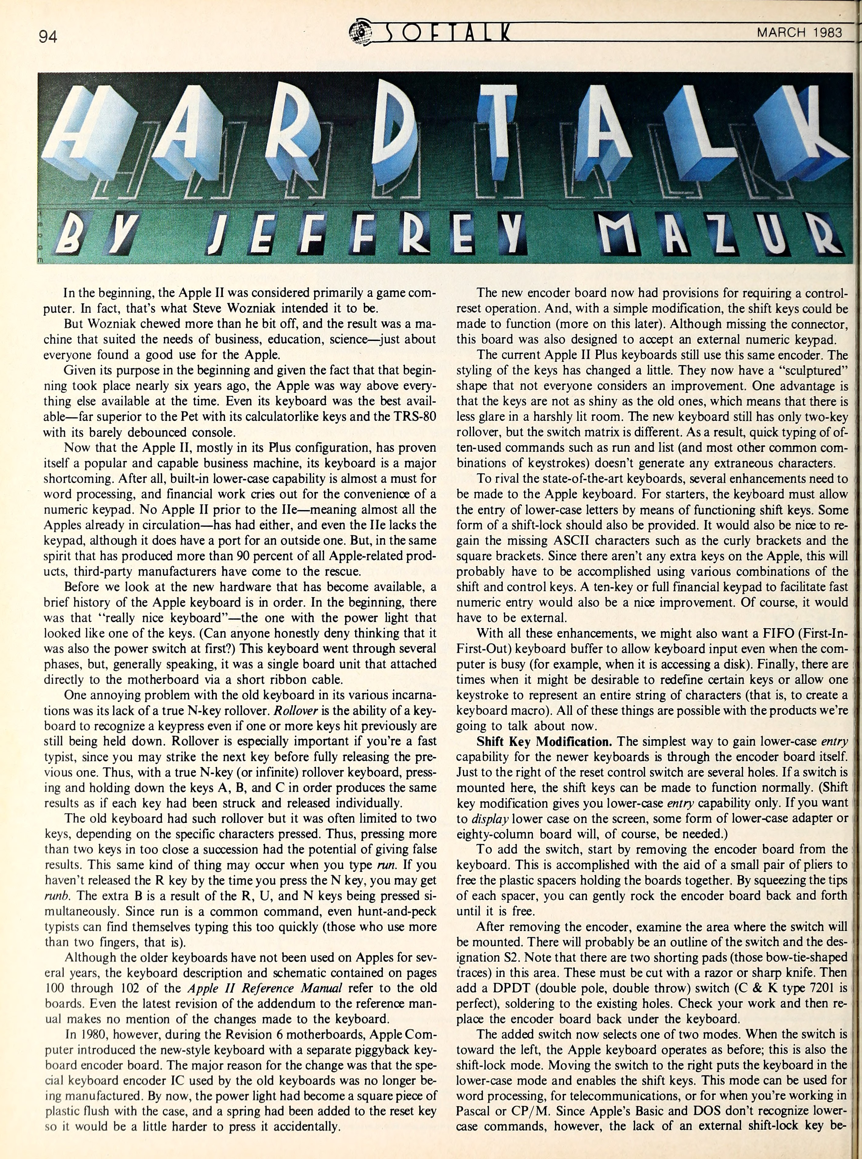 94
SOFTALK
MARCH 1983
HARDTALK
BY JEFFREY MAZUR
In the beginning, the Apple II was considered primarily a game com-
puter. In fact, that's what Steve Wozniak intended it to be.
But Wozniak chewed more than he bit off, and the result was a ma-
chine that suited the needs of business, education, science—just about
everyone found a good use for the Apple.
Given its purpose in the beginning and given the fact that that begin-
ning took place nearly six years ago, the Apple was way above every-
thing else available at the time. Even its keyboard was the best avail-
able—far superior to the Pet with its calculatorlike keys and the TRS-80
with its barely debounced console.
Now that the Apple II, mostly in its Plus configuration, has proven
itself a popular and capable business machine, its keyboard is a major
shortcoming. After all, built-in lower-case capability is almost a must for
word processing, and financial work cries out for the convenience of a
numeric keypad. No Apple II prior to the IIe—meaning almost all the
Apples already in circulation—has had either, and even the IIe lacks the
keypad, although it does have a port for an outside one. But, in the same
spirit that has produced more than 90 percent of all Apple-related prod-
ucts, third-party manufacturers have come to the rescue.
Before we look at the new hardware that has become available, a
brief history of the Apple keyboard is in order. In the beginning, there
was that "really nice keyboard"—the one with the power light that
looked like one of the keys. (Can anyone honestly deny thinking that it
was also the power switch at first?) This keyboard went through several
phases, but, generally speaking, it was a single board unit that attached
directly to the motherboard via a short ribbon cable.
One annoying problem with the old keyboard in its various incarna-
tions was its lack of a true N-key rollover. Rollover is the ability of a key-
board to recognize a keypress even if one or more keys hit previously are
still being held down. Rollover is especially important if you're a fast
typist, since you may strike the next key before fully releasing the pre-
vious one. Thus, with a true N-key (or infinite) rollover keyboard, press-
ing and holding down the keys A, B, and C in order produces the same
results as if each key had been struck and released individually.
The old keyboard had such rollover but it was often limited to two
keys, depending on the specific characters pressed. Thus, pressing more
than two keys in too close a succession had the potential of giving false
results. This same kind of thing may occur when you type run. If you
haven't released the R key by the time you press the N key, you may get
runb. The extra B is a result of the R, U, and N keys being pressed si-
multaneously. Since run is a common command, even hunt-and-peck
typists can find themselves typing this too quickly (those who use more
than two fingers, that is).
Although the older keyboards have not been used on Apples for sev-
eral years, the keyboard description and schematic contained on pages
100 through 102 of the Apple II Reference Manual refer to the old
boards. Even the latest revision of the addendum to the reference man-
ual makes no mention of the changes made to the keyboard.
In 1980, however, during the Revision 6 motherboards, Apple Com-
puter introduced the new-style keyboard with a separate piggyback key-
board encoder board. The major reason for the change was that the spe-
cial keyboard encoder IC used by the old keyboards was no longer be-
ing manufactured. By now, the power light had become a square piece of
plastic flush with the case, and a spring had been added to the reset key
so it would be a little harder to press it accidentally.
The new encoder board now had provisions for requiring a control-
reset operation. And, with a simple modification, the shift keys could be
made to function (more on this later). Although missing the connector,
this board was also designed to accept an external numeric keypad.
The current Apple II Plus keyboards still use this same encoder. The
styling of the keys has changed a little. They now have a "sculptured"
shape that not everyone considers an improvement. One advantage is
that the keys are not as shiny as the old ones, which means that there is
less glare in a harshly lit room. The new keyboard still has only two-key
rollover, but the switch matrix is different. As a result, quick typing of of-
ten-used commands such as run and list (and most other common com-
binations of keystrokes) doesn't generate any extraneous characters.
To rival the state-of-the-art keyboards, several enhancements need to
be made to the Apple keyboard. For starters, the keyboard must allow
the entry of lower-case letters by means of functioning shift keys. Some
form of a shift-lock should also be provided. It would also be nice to re-
gain the missing ASCII characters such as the curly brackets and the
square brackets. Since there aren't any extra keys on the Apple, this will
probably have to be accomplished using various combinations of the
shift and control keys. A ten-key or full financial keypad to facilitate fast
numeric entry would also be a nice improvement. Of course, it would
have to be external.
With all these enhancements, we might also want a FIFO (First-In-
First-Out) keyboard buffer to allow keyboard input even when the com-
puter is busy (for example, when it is accessing a disk). Finally, there are
times when it might be desirable to redefine certain keys or allow one
keystroke to represent an entire string of characters (that is, to create a
keyboard macro). All of these things are possible with the products we're
going to talk about now.
Shift Key Modification. The simplest way to gain lower-case entry
capability for the newer keyboards is through the encoder board itself.
Just to the right of the reset control switch are several holes. If a switch is
mounted here, the shift keys can be made to function normally. (Shift
key modification gives you lower-case entry capability only. If you want
to display lower case on the screen, some form of lower-case adapter or
eighty-column board will, of course, be needed.)
To add the switch, start by removing the encoder board from the
keyboard. This is accomplished with the aid of a small pair of pliers to
free the plastic spacers holding the boards together. By squeezing the tips
of each spacer, you can gently rock the encoder board back and forth
until it is free.
After removing the encoder, examine the area where the switch will
be mounted. There will probably be an outline of the switch and the des-
ignation S2. Note that there are two shorting pads (those bow-tie-shaped
traces) in this area. These must be cut with a razor or sharp knife. Then
add a DPDT (double pole, double throw) switch (C & K type 7201 is
perfect), soldering to the existing holes. Check your work and then re-
place the encoder board back under the keyboard.
The added switch now selects one of two modes. When the switch is
toward the left, the Apple keyboard operates as before; this is also the
shift-lock mode. Moving the switch to the right puts the keyboard in the
lower-case mode and enables the shift keys. This mode can be used for
word processing, for telecommunications, or for when you're working in
Pascal or CP/M. Since Apple's Basic and DOS don't recognize lower-
case commands, however, the lack of an external shift-lock key be-